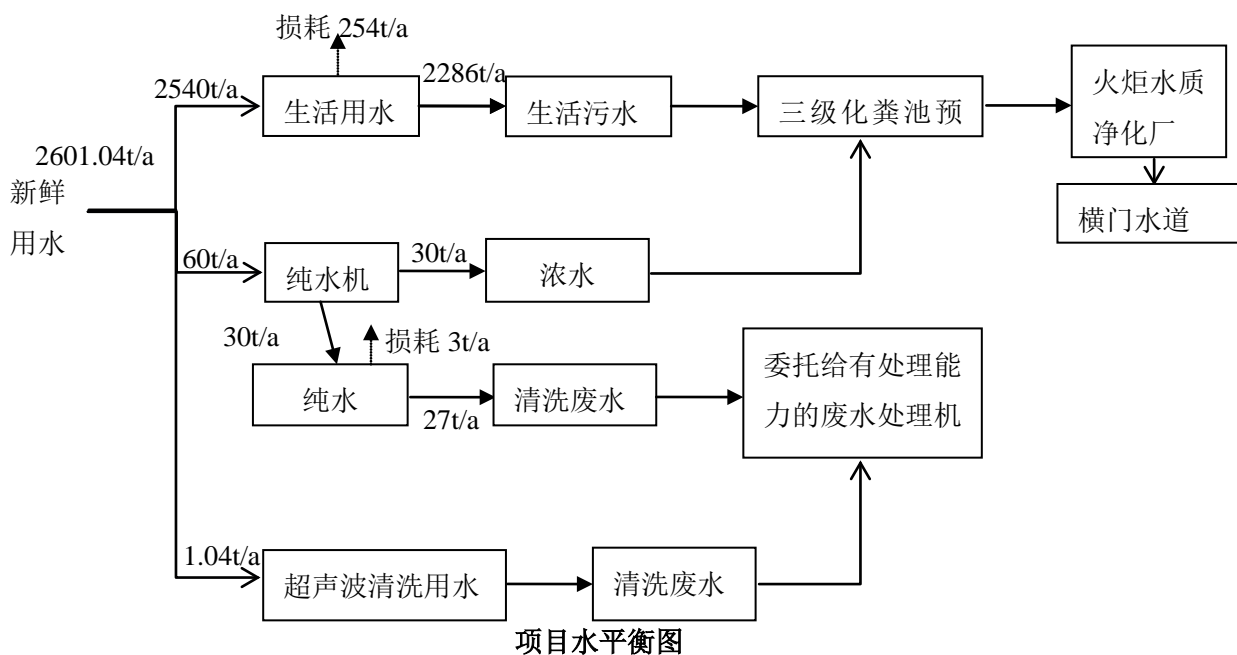 损耗 254t/a
2540t/a
生活用水
2286t/a
生活污水
三级化粪池预
火炬水质
净化厂
横门水道
2601.04t/a
新鲜
用水
60t/a
纯水机
30t/a
浓水
30t/a
损耗 3t/a
纯水
27t/a
清洗废水
委托给有处理能
力的废水处理机
1.04t/a
超声波清洗用水
清洗废水
项目水平衡图